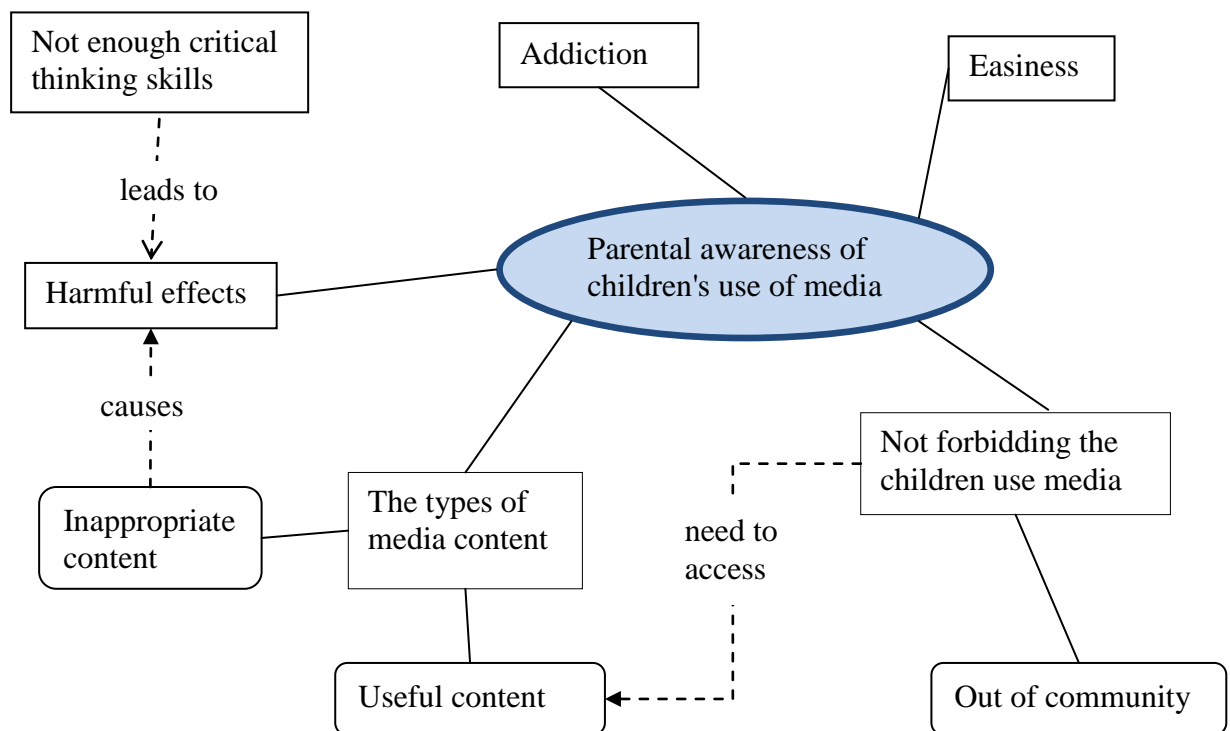 Not enough critical
thinking skills
Addiction
Easiness
leads to
Parental awareness of
children's use of media
Harmful effects
causes
Not forbidding the
children use media
The types of
media content
Inappropriate
content
need to
access
Useful content
Out of community